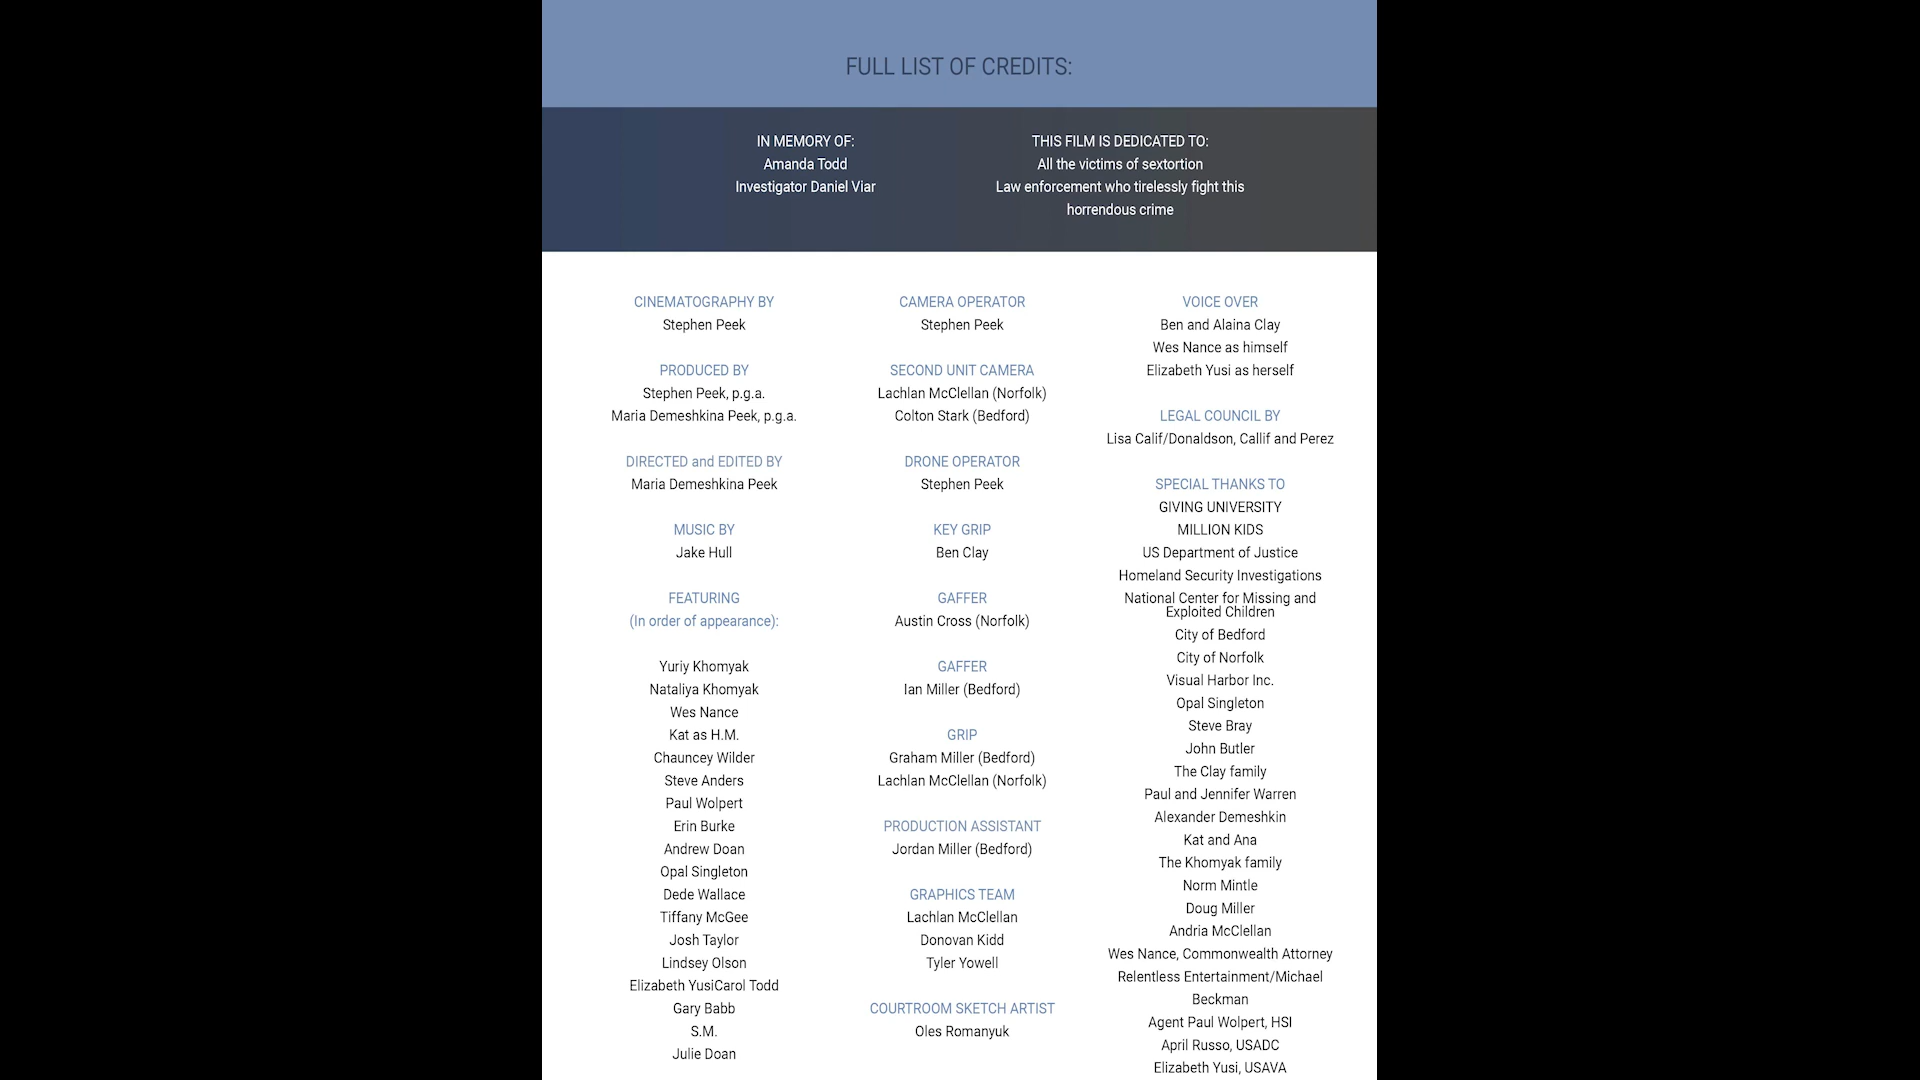 FULL LIST OF CREDITS:
IN MEMORY OF:
Amanda Todd
Investigator Daniel Viar
THIS FILM IS DEDICATED TO:
All the victims of sextortion
Law enforcement who tirelessly fight this
horrendous crime
CINEMATOGRAPHY BY
Stephen Peek
PRODUCED BY
Stephen Peek, p.g.a.
Maria Demeshkina Peek, p.g.a.
DIRECTED and EDITED BY
Maria Demeshkina Peek
MUSIC BY
Jake Hull
FEATURING
(In order of appearance):
Yuriy Khomyak
Nataliya Khomyak
Wes Nance
Kat as H.M.
Chauncey Wilder
Steve Anders
Paul Wolpert
Erin Burke
Andrew Doan
Opal Singleton
Dede Wallace
Tiffany McGee
Josh Taylor
Lindsey Olson
Elizabeth YusiCarol Todd
Gary Babb
S.M.
Julie Doan
CAMERA OPERATOR
Stephen Peek
SECOND UNIT CAMERA
Lachlan McClellan (Norfolk)
Colton Stark (Bedford)
DRONE OPERATOR
Stephen Peek
KEY GRIP
Ben Clay
GAFFER
Austin Cross (Norfolk)
GAFFER
Ian Miller (Bedford)
GRIP
Graham Miller (Bedford)
Lachlan McClellan (Norfolk)
PRODUCTION ASSISTANT
Jordan Miller (Bedford)
GRAPHICS TEAM
Lachlan McClellan
Donovan Kidd
Tyler Yowell
COURTROOM SKETCH ARTIST
Oles Romanyuk
VOICE OVER
Ben and Alaina Clay
Wes Nance as himself
Elizabeth Yusi as herself
LEGAL COUNCIL BY
Lisa Calif/Donaldson, Callif and Perez
SPECIAL THANKS TO
GIVING UNIVERSITY
MILLION KIDS
US Department of Justice
Homeland Security Investigations
National Center for Missing and
Exploited Children
City of Bedford
City of Norfolk
Visual Harbor Inc.
Opal Singleton
Steve Bray
John Butler
The Clay family
Paul and Jennifer Warren
Alexander Demeshkin
Kat and Ana
The Khomyak family
Norm Mintle
Doug Miller
Andria McClellan
Wes Nance, Commonwealth Attorney
Relentless Entertainment/Michael
Beckman
Agent Paul Wolpert, HSI
April Russo, USADC
Elizabeth Yusi, USAVA